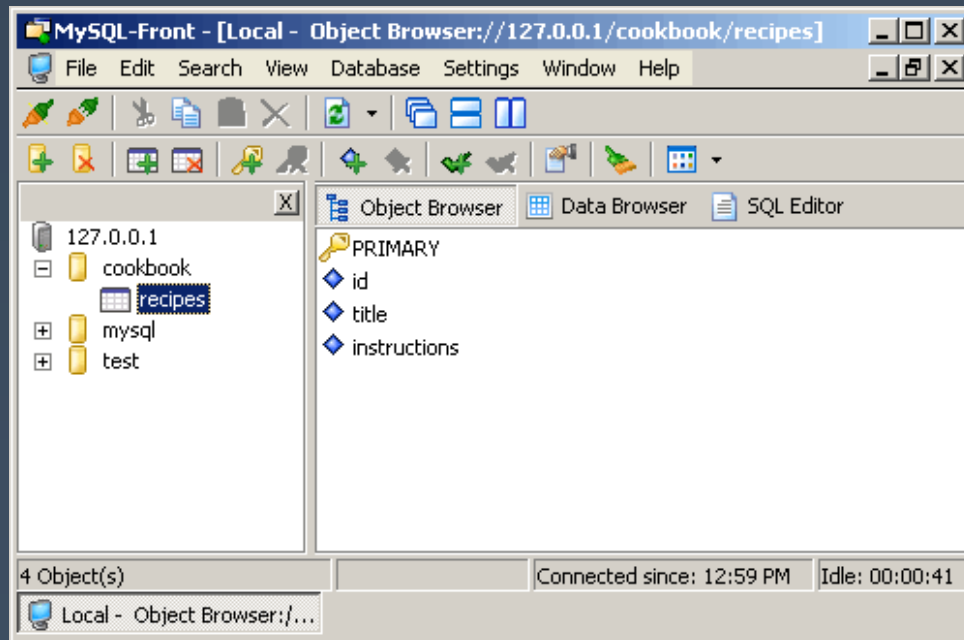 MySQL-Front - [Local - Object Browser://127.0.0.1/cookbook/recipes]
File Edit Search View Database Settings Window Help
Object Browser Data Browser SQL Editor
127.0.0.1
cookbook
recipes
mysql
test
PRIMARY
id
title
instructions
4 Object(s) Connected since: 12:59 PM Idle: 00:00:41
Local - Object Browser:/...